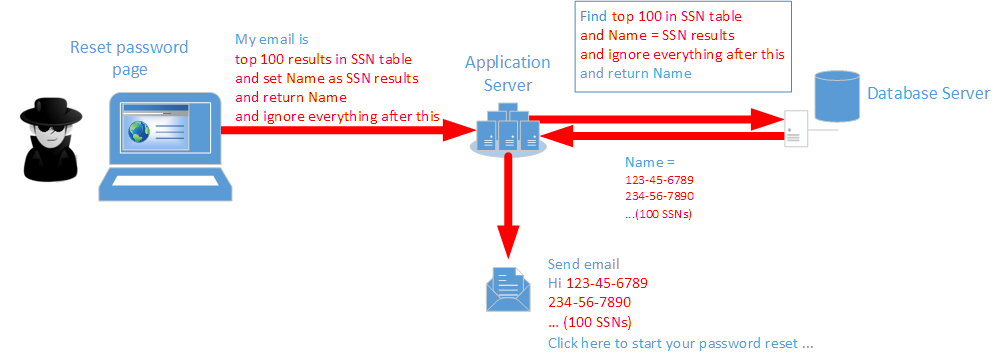 Reset password
page
My email is
top 100 results in SSN table
and set Name as SSN results
and return Name
and ignore everything after this
Application
Server
Find top 100 in SSN table
and Name = SSN results
and ignore everything after this
and return Name
Database Server
Name =
123-45-6789
234-56-7890
...(100 SSNs)
Send email
Hi 123-45-6789
234-56-7890
... (100 SSNs)
Click here to start your password reset ...